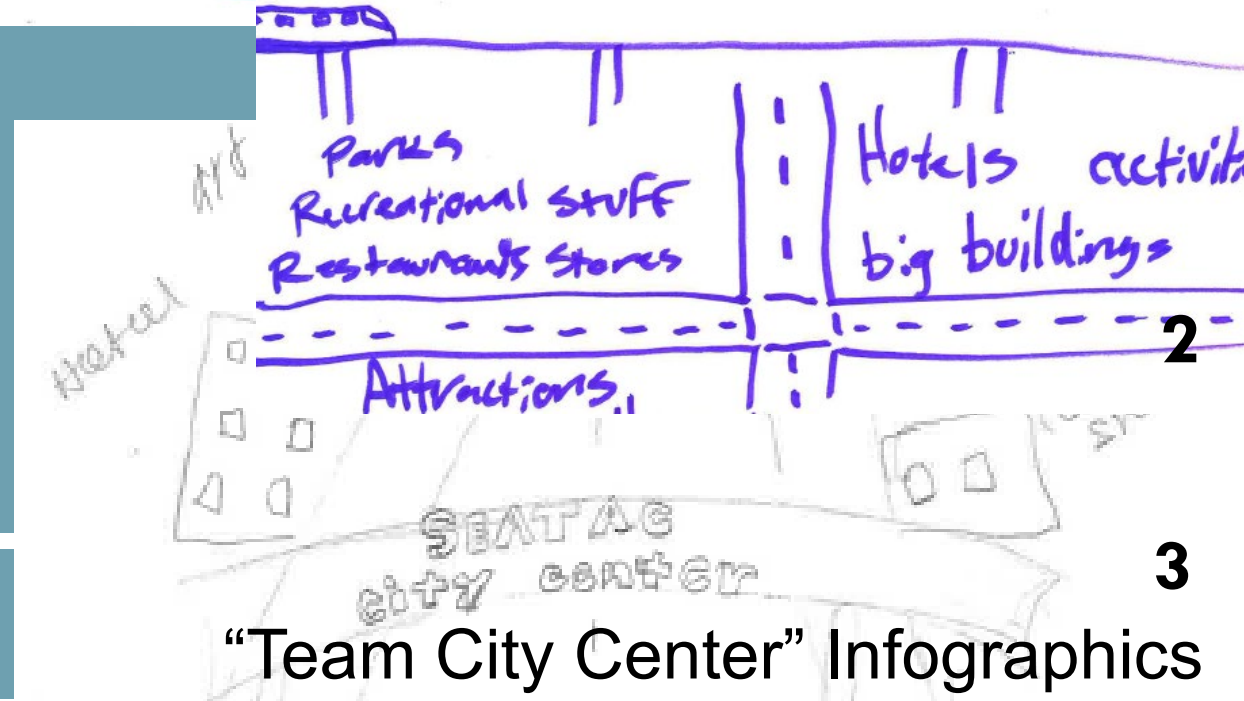 Art
Parks
Recreational stuff
Restaurants Stores
Hotels activit
big buildings
2
Attractions
SEATAC
city center
3
“Team City Center” Infographics